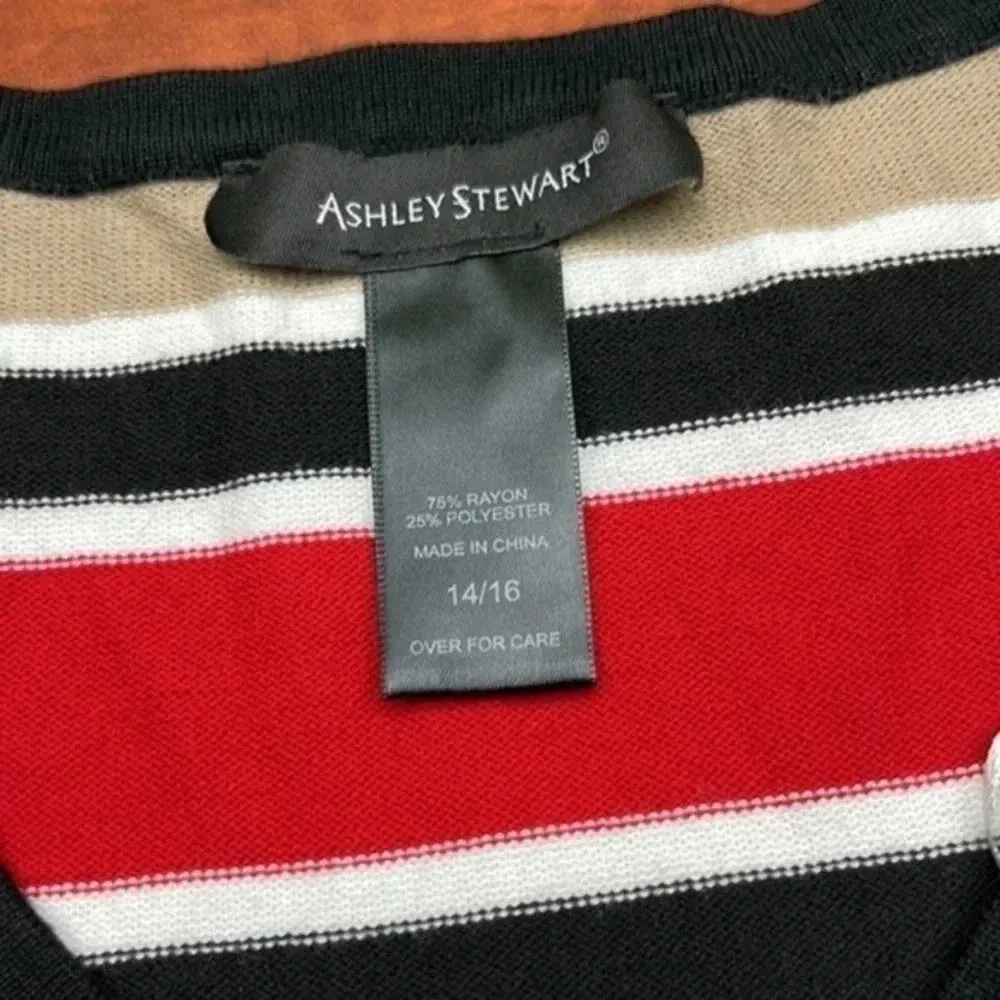 ASHLEY STEWART®
75% RAYON
25% POLYESTER
MADE IN CHINA
14/16
OVER FOR CARE